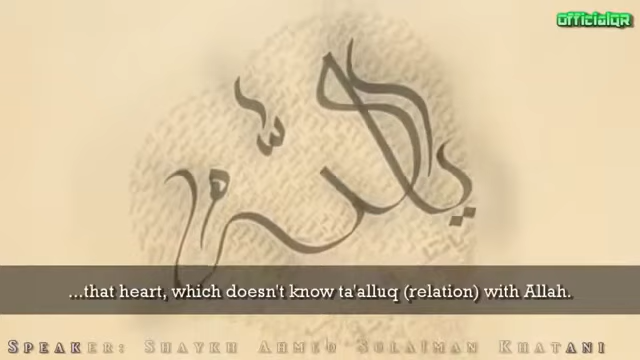 OfficialQR
يا الله
...that heart, which doesn't know ta'alluq (relation) with Allah.
Speaker: Shaykh Ahmed Sulaiman Khatani